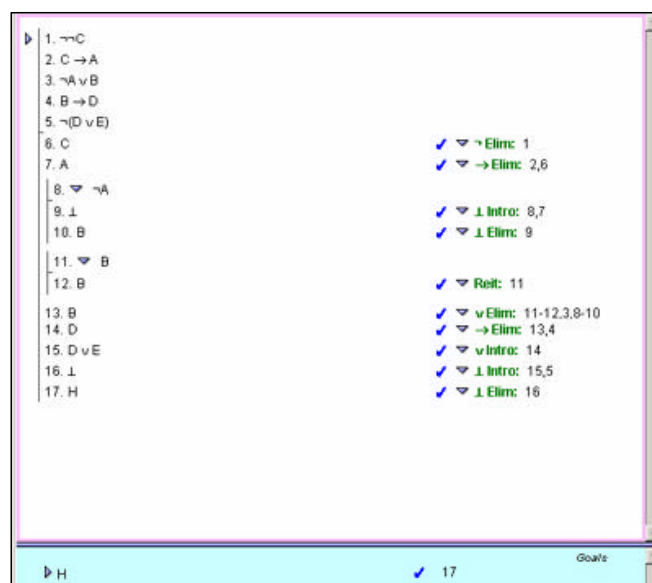 1. ¬¬C
2. C → A
3. ¬A ∨ B
4. B → D
5. ¬(D ∨ E)
6. C ✓ ▽ ¬ Elim: 1
7. A ✓ ▽ → Elim: 2,6
8. ▽ ¬A
9. ⊥ ✓ ▽ ⊥ Intro: 8,7
10. B ✓ ▽ ⊥ Elim: 9
11. ▽ B
12. B ✓ ▽ Reit: 11
13. B ✓ ▽ ∨ Elim: 11-12,3,8-10
14. D ✓ ▽ → Elim: 13,4
15. D ∨ E ✓ ▽ ∨ Intro: 14
16. ⊥ ✓ ▽ ⊥ Intro: 15,5
17. H ✓ ▽ ⊥ Elim: 16
Goals
H ✓ 17